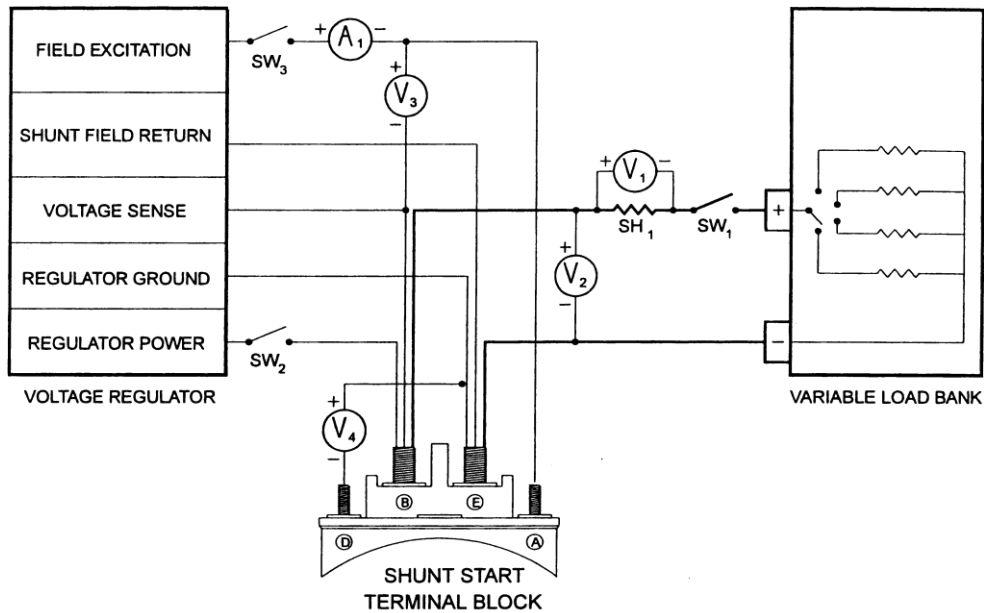 FIELD EXCITATION
SHUNT FIELD RETURN
VOLTAGE SENSE
REGULATOR GROUND
REGULATOR POWER
VOLTAGE REGULATOR
SW3
+ A1 -
+
V3
-
SW2
+
V4
-
+ V1 -
SH1
SW1
+
V2
-
+
-
VARIABLE LOAD BANK
B
E
D
A
SHUNT START
TERMINAL BLOCK